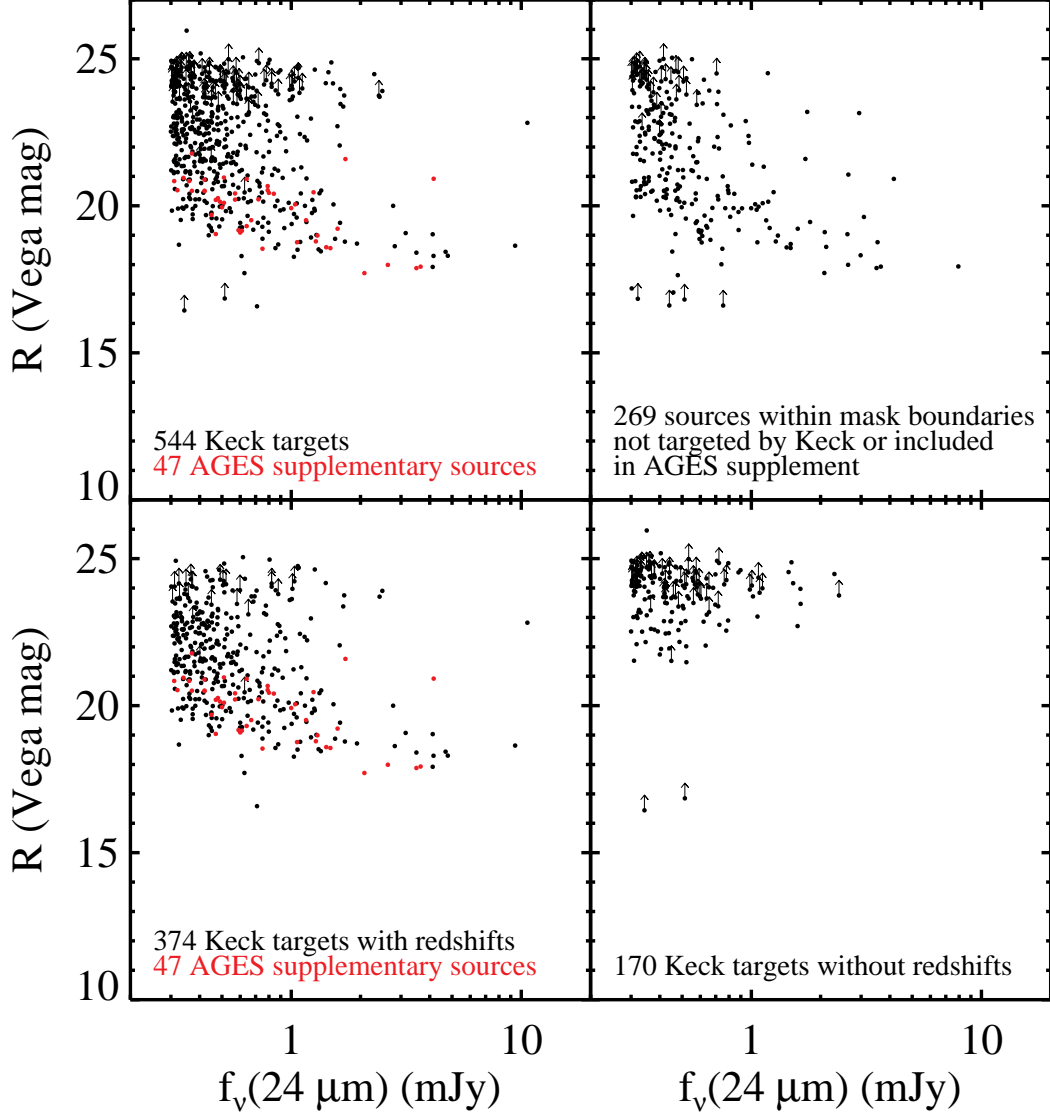 25
20
15
10
R (Vega mag)
544 Keck targets
47 AGES supplementary sources
269 sources within mask boundaries
not targeted by Keck or included
in AGES supplement
25
20
15
10
R (Vega mag)
374 Keck targets with redshifts
47 AGES supplementary sources
170 Keck targets without redshifts
1
10
1
10
fν(24 μm) (mJy)
fν(24 μm) (mJy)